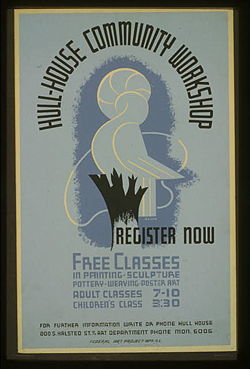 HULL-HOUSE COMMUNITY WORKSHOP
REGISTER NOW
FREE CLASSES
IN PAINTING-SCULPTURE
POTTERY-WEAVING-POSTER ART
ADULT CLASSES 7-10
CHILDREN'S CLASS 3:30
FOR FURTHER INFORMATION WRITE OR PHONE HULL HOUSE
800 S. HALSTED ST. % ART DEPARTMENT PHONE MON. 6006
FEDERAL ART PROJECT WPA ILL.